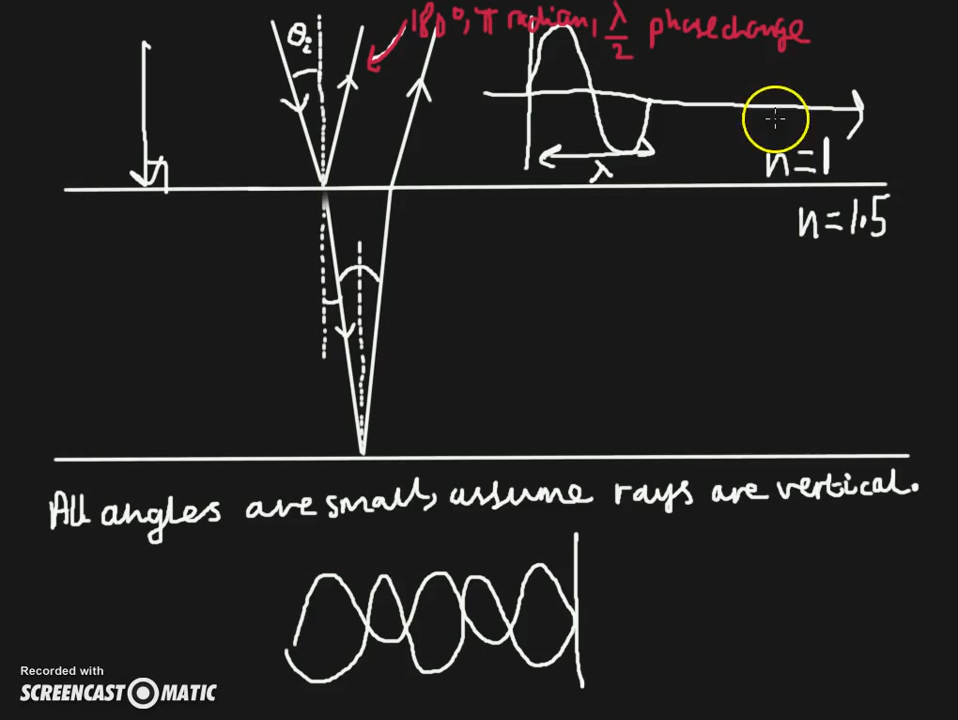 180°, π radian, λ/2 phase change
θi
λ
n=1
n=1.5
All angles are small, assume rays are vertical.
Recorded with
SCREENCAST MATIC